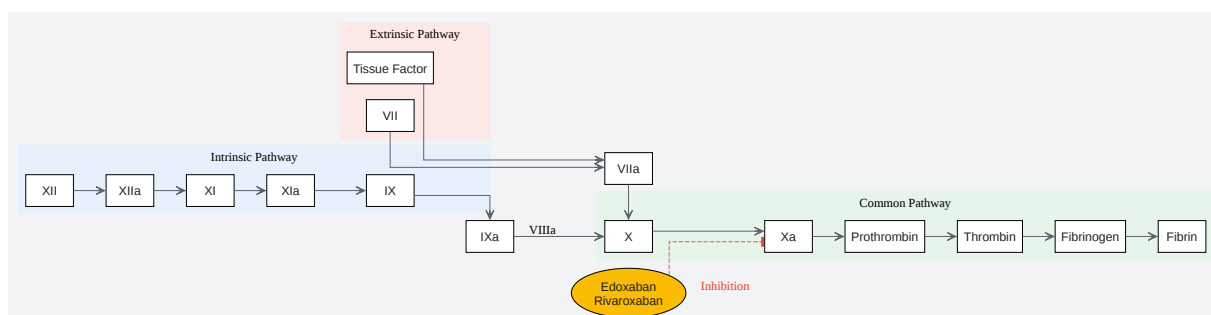 Extrinsic Pathway
Tissue Factor
VII
Intrinsic Pathway
XII
XIIa
XI
XIa
IX
VIIa
Common Pathway
IXa
VIIIa
X
Xa
Prothrombin
Thrombin
Fibrinogen
Fibrin
Edoxaban
Rivaroxaban
Inhibition